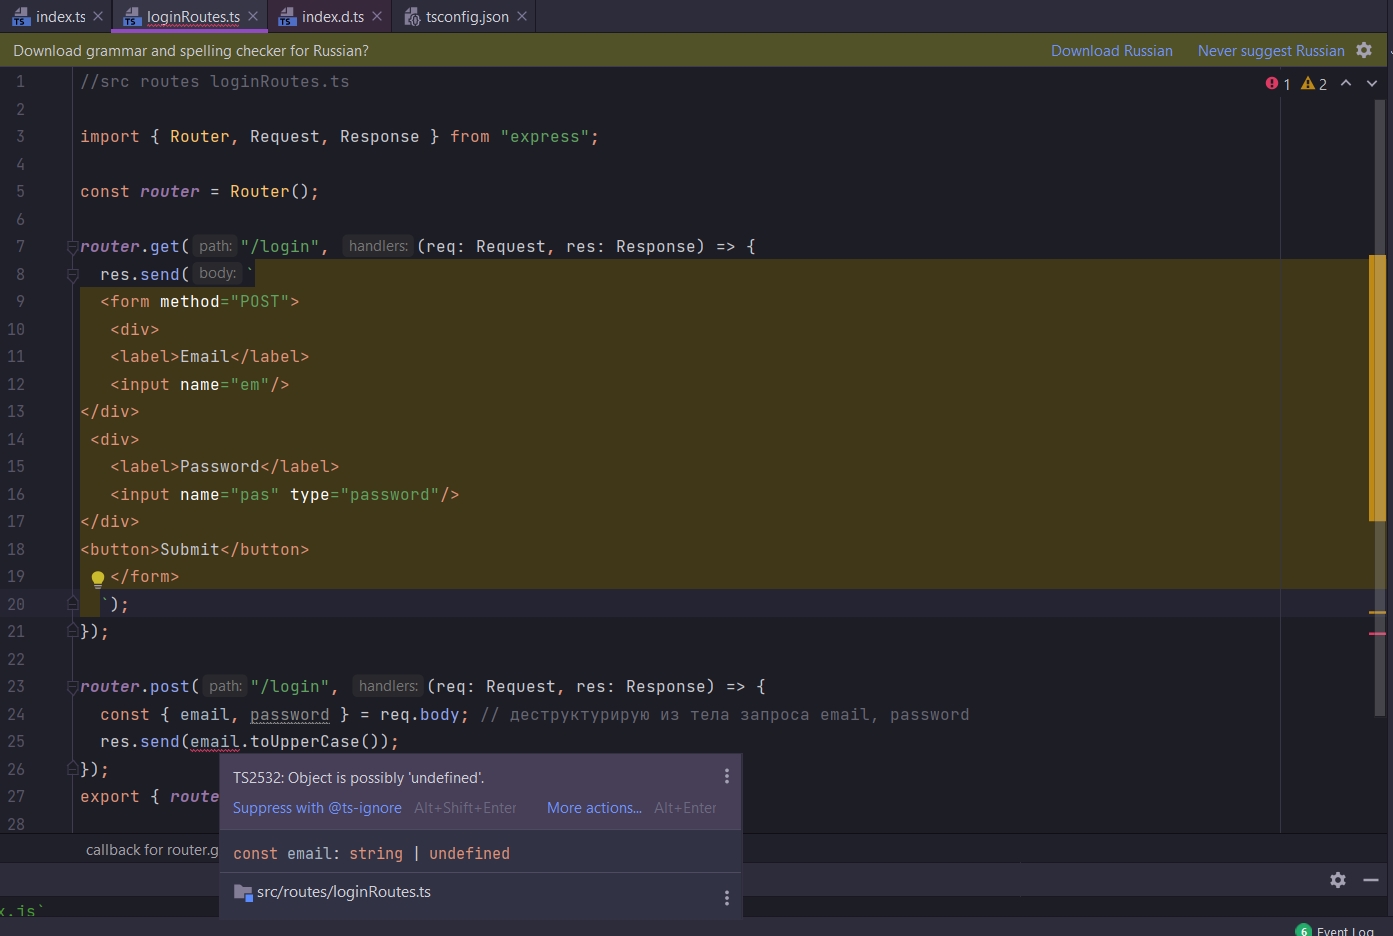 index.ts loginRoutes.ts index.d.ts tsconfig.json
Download grammar and spelling checker for Russian? Download Russian Never suggest Russian
1 //src routes loginRoutes.ts 1 2
2
3 import { Router, Request, Response } from "express";
4
5 const router = Router();
6
7 router.get( path: "/login", handlers: (req: Request, res: Response) => {
8 res.send( body: `
9 <form method="POST">
10 <div>
11 <label>Email</label>
12 <input name="em"/>
13 </div>
14 <div>
15 <label>Password</label>
16 <input name="pas" type="password"/>
17 </div>
18 <button>Submit</button>
19 </form>
20 `);
21 });
22
23 router.post( path: "/login", handlers: (req: Request, res: Response) => {
24 const { email, password } = req.body; // деструктурирую из тела запроса email, password
25 res.send(email.toUpperCase());
26 });
27 export { route
28
TS2532: Object is possibly 'undefined'.
Suppress with @ts-ignore Alt+Shift+Enter More actions... Alt+Enter
const email: string | undefined
src/routes/loginRoutes.ts
callback for router.g
x.js`
6 Event Log